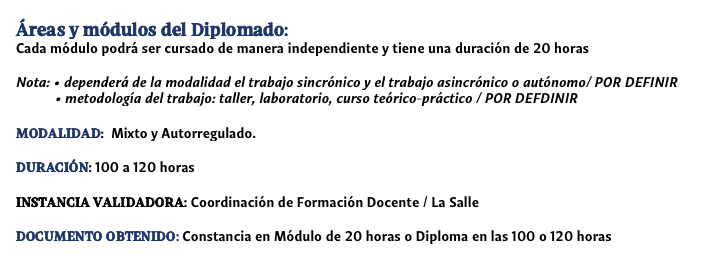 Áreas y módulos del Diplomado:
Cada módulo podrá ser cursado de manera independiente y tiene una duración de 20 horas
Nota: • dependerá de la modalidad el trabajo sincrónico y el trabajo asincrónico o autónomo/ POR DEFINIR
• metodología del trabajo: taller, laboratorio, curso teórico-práctico / POR DEFDINIR
MODALIDAD: Mixto y Autorregulado.
DURACIÓN: 100 a 120 horas
INSTANCIA VALIDADORA: Coordinación de Formación Docente / La Salle
DOCUMENTO OBTENIDO: Constancia en Módulo de 20 horas o Diploma en las 100 o 120 horas